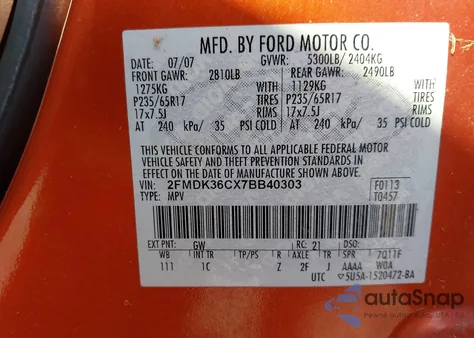 MFD. BY FORD MOTOR CO.
DATE: 07/07 GVWR: 5300LB/ 2404KG
FRONT GAWR: 2810LB REAR GAWR: 2490LB
1275KG 1129KG
P235/65R17 TIRES P235/65R17 TIRES
17x7.5J RIMS 17x7.5J RIMS
AT 240 kPa/ 35 PSI COLD AT 240 kPa/ 35 PSI COLD
THIS VEHICLE CONFORMS TO ALL APPLICABLE FEDERAL MOTOR
VEHICLE SAFETY AND THEFT PREVENTION STANDARDS IN
EFFECT ON THE DATE OF MANUFACTURE SHOWN ABOVE.
VIN: 2FMDK36CX7BB40303 F0113
TYPE: MPV T0457
EXT PNT: GW RC: 21 DSO:
WB INT TR TP/PS R AXLE TR SPR 7Q11F
111 1C Z 2F J AAAA W0A
UTC 5U5A-1520472-BA
autoSnap